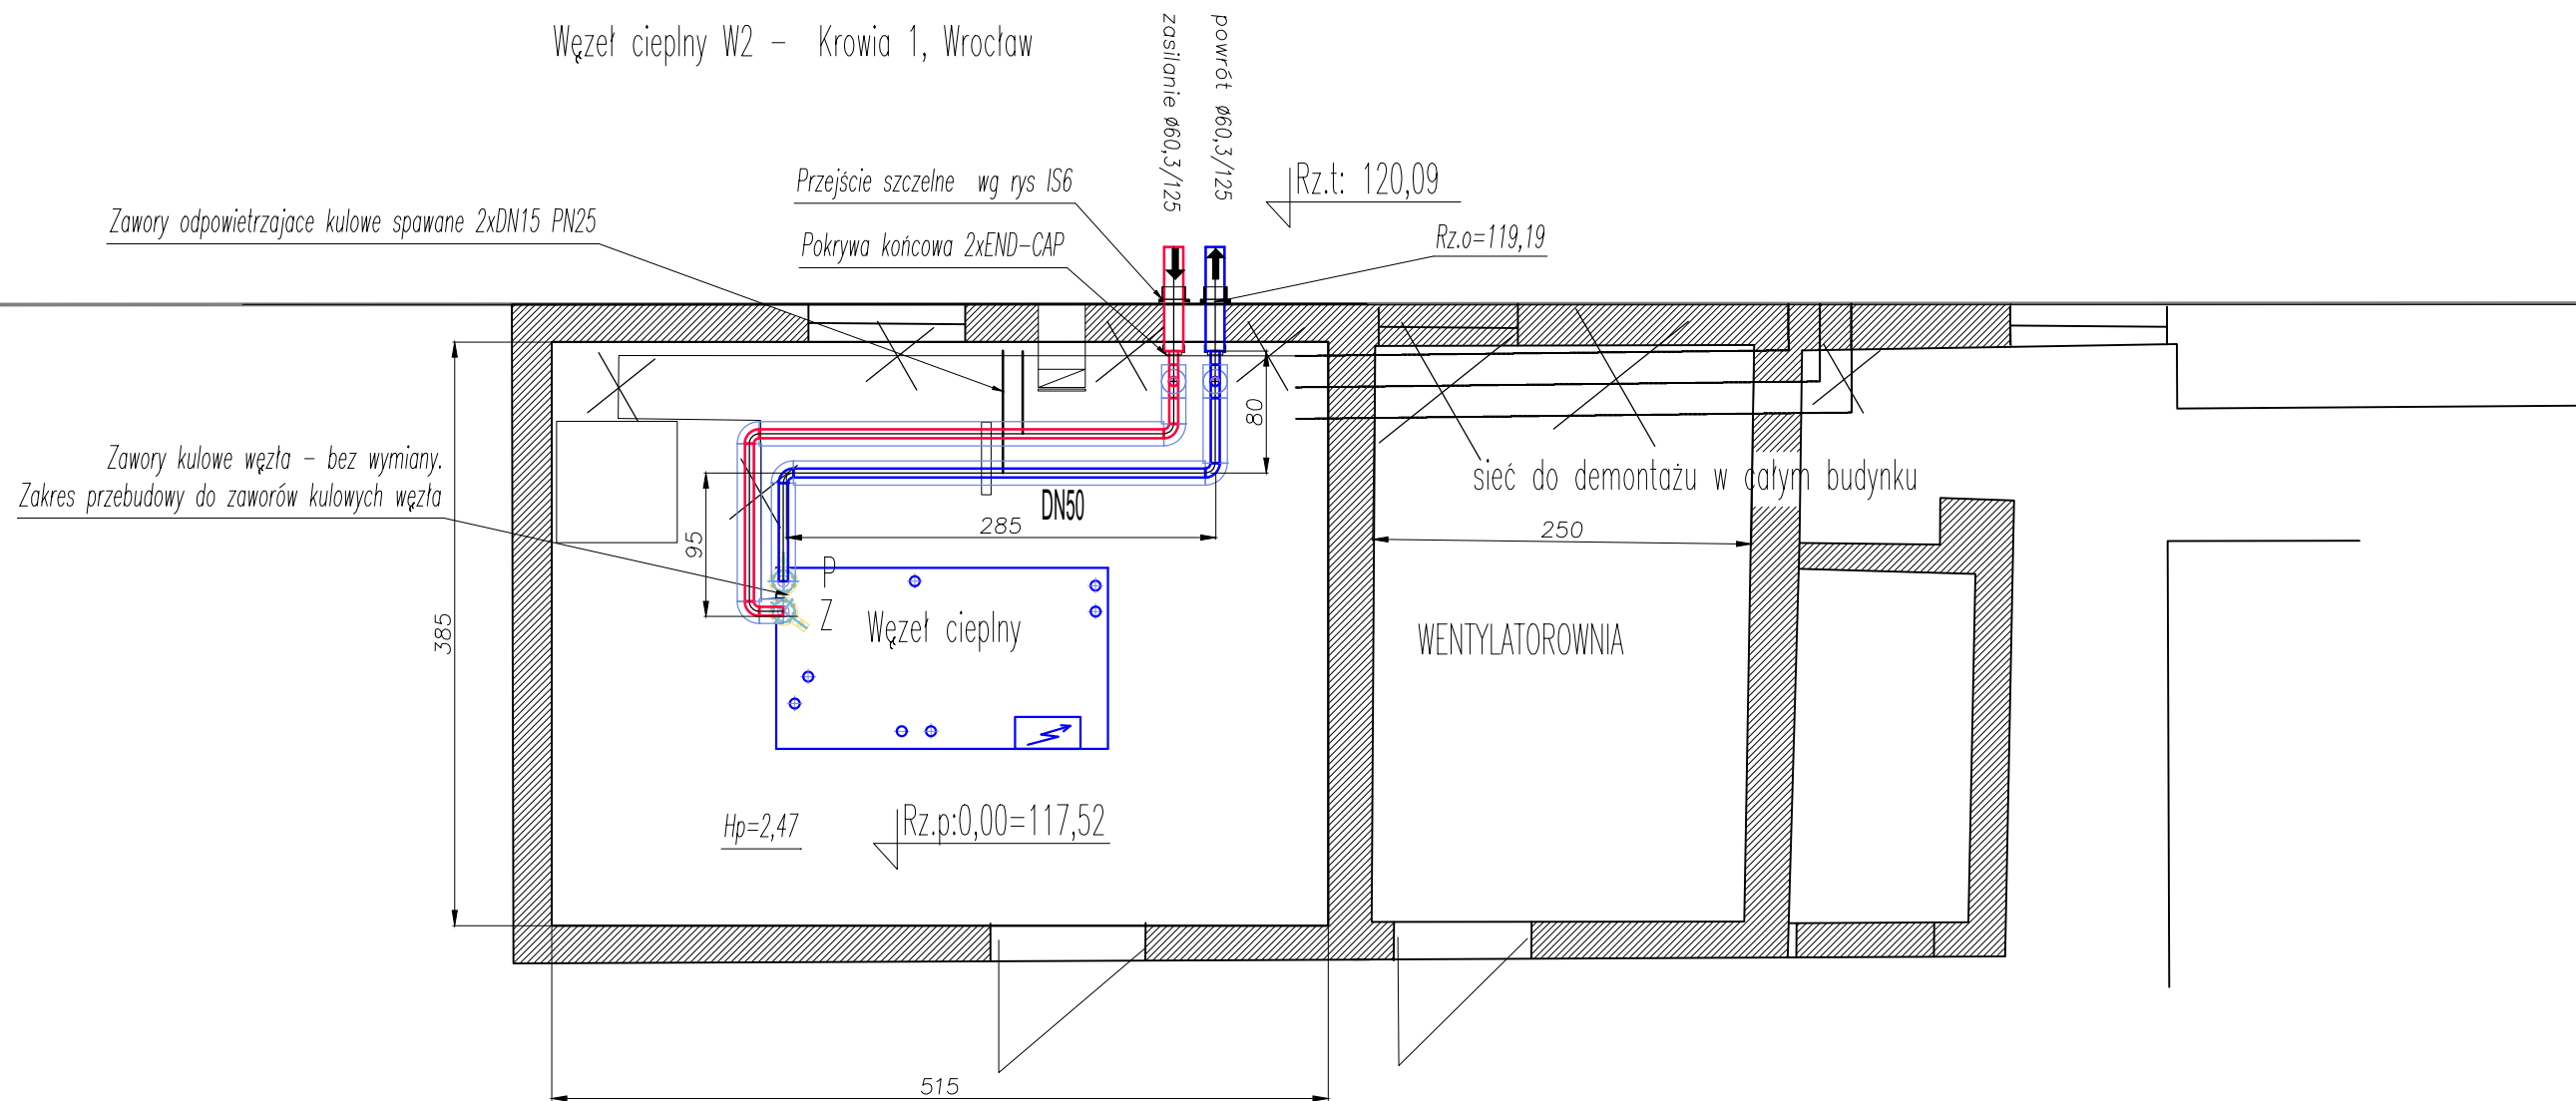 Węzeł cieplny W2 - Krowia 1, Wrocław
zasilanie ø60,3/125
powrót ø60,3/125
Przejście szczelne wg rys IS6
Rz.t: 120,09
Zawory odpowietrzajace kulowe spawane 2xDN15 PN25
Pokrywa końcowa 2xEND-CAP
Rz.o=119,19
80
Zawory kulowe węzła - bez wymiany.
Zakres przebudowy do zaworów kulowych węzła
sieć do demontażu w całym budynku
DN50
285
250
95
P
Z
Węzeł cieplny
385
WENTYLATOROWNIA
Hp=2,47
Rz.p:0,00=117,52
515